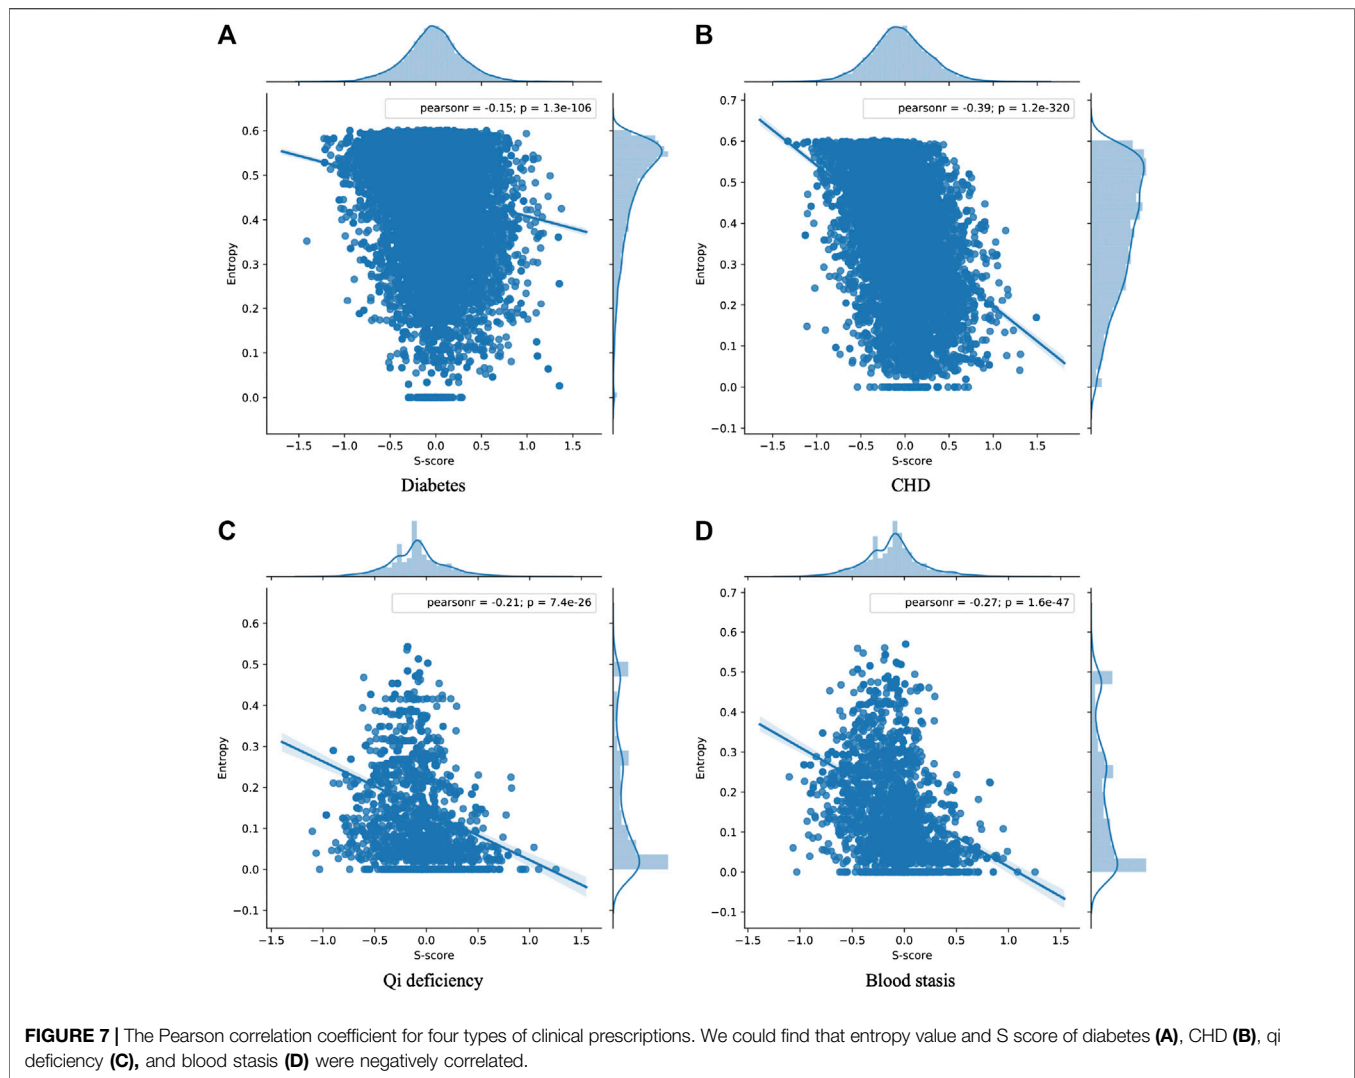 A
pearsonr = -0.15; p = 1.3e-106
0.6
0.5
0.4
0.3
0.2
0.1
0.0
Entropy
−1.5 −1.0 −0.5 0.0 0.5 1.0 1.5
S-score
Diabetes
B
pearsonr = -0.39; p = 1.2e-320
0.7
0.6
0.5
0.4
0.3
0.2
0.1
0.0
−0.1
Entropy
−1.5 −1.0 −0.5 0.0 0.5 1.0 1.5
S-score
CHD
C
pearsonr = -0.21; p = 7.4e-26
0.6
0.5
0.4
0.3
0.2
0.1
0.0
−0.1
Entropy
−1.5 −1.0 −0.5 0.0 0.5 1.0 1.5
S-score
Qi deficiency
D
pearsonr = -0.27; p = 1.6e-47
0.7
0.6
0.5
0.4
0.3
0.2
0.1
0.0
−0.1
Entropy
−1.5 −1.0 −0.5 0.0 0.5 1.0 1.5
S-score
Blood stasis
FIGURE 7 | The Pearson correlation coefficient for four types of clinical prescriptions. We could find that entropy value and S score of diabetes (A), CHD (B), qi
deficiency (C), and blood stasis (D) were negatively correlated.